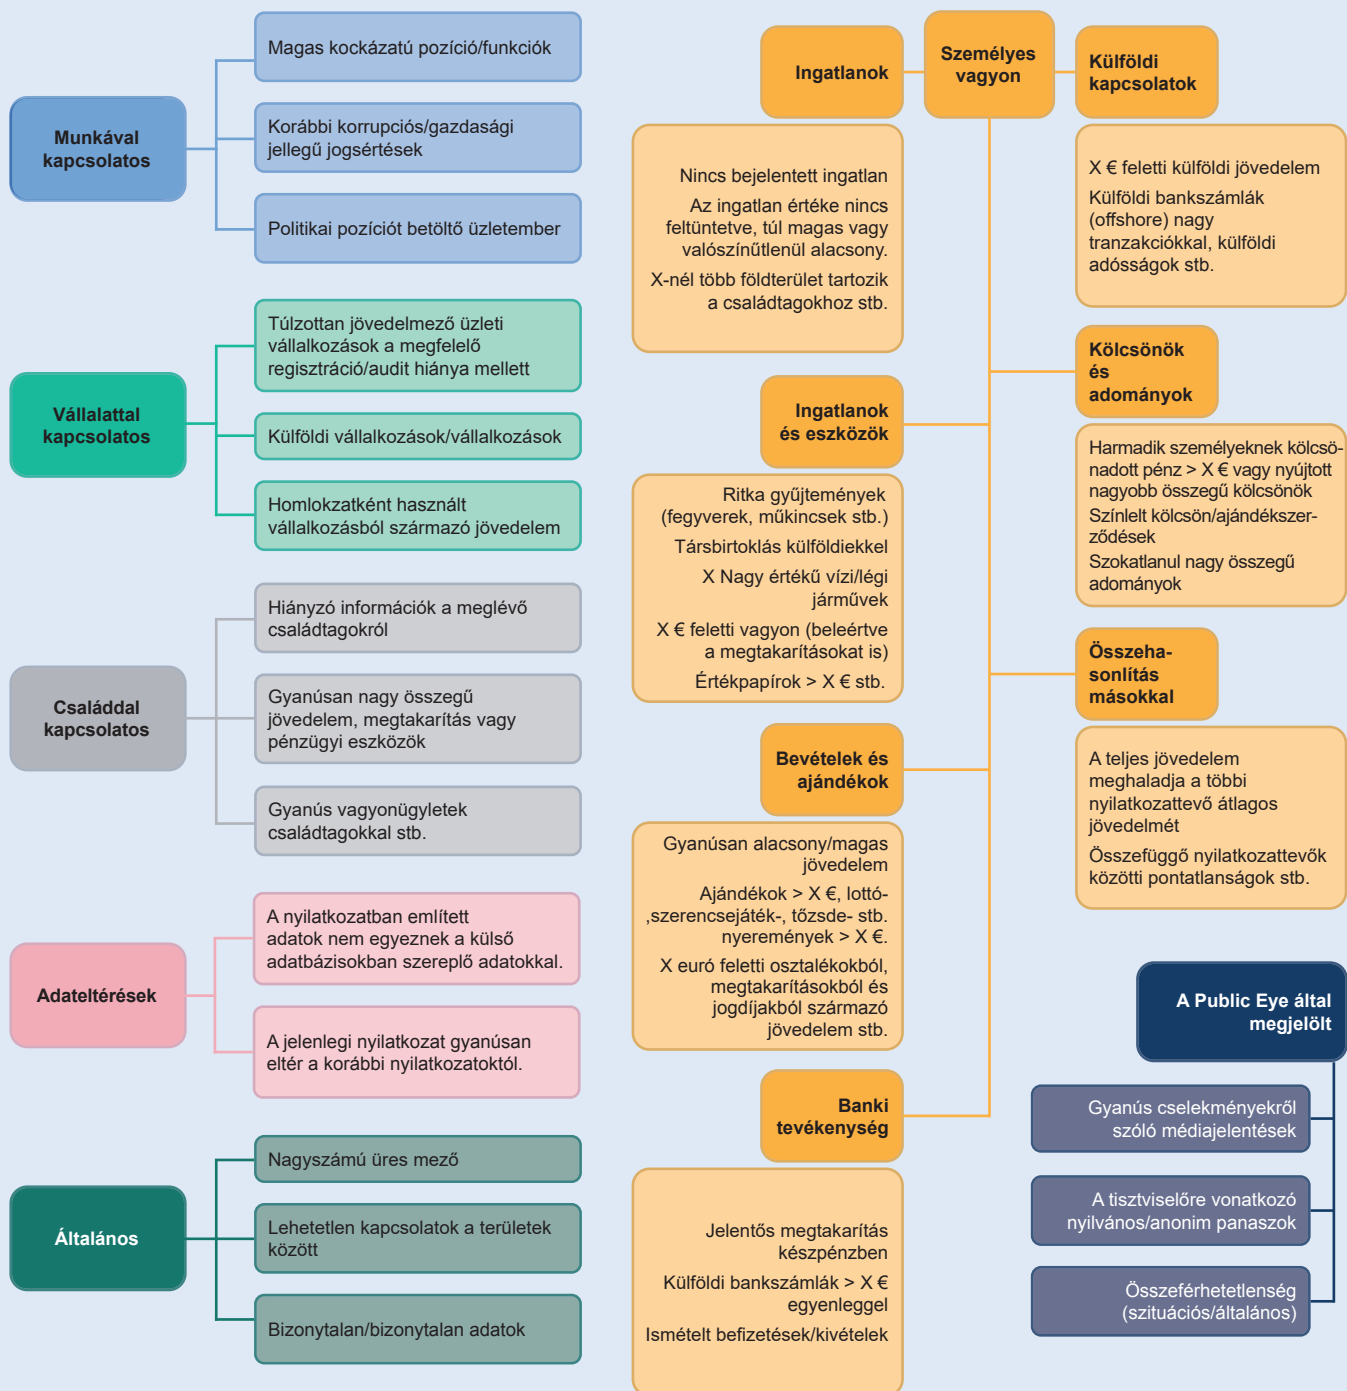 Munkával
kapcsolatos
Magas kockázatú pozíció/funkciók
Korábbi korrupciós/gazdasági
jellegű jogsértések
Politikai pozíciót betöltő üzletember
Vállalattal
kapcsolatos
Túlzottan jövedelmező üzleti
vállalkozások a megfelelő
regisztráció/audit hiánya mellett
Külföldi vállalkozások/vállalkozások
Homlokzatként használt
vállalkozásból származó jövedelem
Családdal
kapcsolatos
Hiányzó információk a meglévő
családtagokról
Gyanúsan nagy összegű
jövedelem, megtakarítás vagy
pénzügyi eszközök
Gyanús vagyonügyletek
családtagokkal stb.
Adateltérések
A nyilatkozatban említett
adatok nem egyeznek a külső
adatbázisokban szereplő adatokkal.
A jelenlegi nyilatkozat gyanúsan
eltér a korábbi nyilatkozatoktól.
Általános
Nagyszámú üres mező
Lehetetlen kapcsolatok a területek
között
Bizonytalan/bizonytalan adatok
Személyes
vagyon
Ingatlanok
Nincs bejelentett ingatlan
Az ingatlan értéke nincs
feltüntetve, túl magas vagy
valószínűtlenül alacsony.
X-nél több földterület tartozik
a családtagokhoz stb.
Ingatlanok
és eszközök
Ritka gyűjtemények
(fegyverek, műkincsek stb.)
Társbirtoklás külföldiekkel
X Nagy értékű vízi/légi
járművek
X € feletti vagyon (beleértve
a megtakarításokat is)
Értékpapírok > X € stb.
Bevételek és
ajándékok
Gyanúsan alacsony/magas
jövedelem
Ajándékok > X €, lottó-
,szerencsejáték-, tőzsde- stb.
nyeremények > X €.
X euró feletti osztalékokból,
megtakarításokból és
jogdíjakból származó
jövedelem stb.
Banki
tevékenység
Jelentős megtakarítás
készpénzben
Külföldi bankszámlák > X €
egyenleggel
Ismételt befizetések/kivételek
Külföldi
kapcsolatok
X € feletti külföldi jövedelem
Külföldi bankszámlák
(offshore) nagy
tranzakciókkal, külföldi
adósságok stb.
Kölcsönök
és
adományok
Harmadik személyeknek kölcsö-
nadott pénz > X € vagy nyújtott
nagyobb összegű kölcsönök
Színlelt kölcsön/ajándékszer-
ződések
Szokatlanul nagy összegű
adományok
Összeha-
sonlítás
másokkal
A teljes jövedelem
meghaladja a többi
nyilatkozattevő átlagos
jövedelmét
Összefüggő nyilatkozattevők
közötti pontatlanságok stb.
A Public Eye által
megjelölt
Gyanús cselekményekről
szóló médiajelentések
A tisztviselőre vonatkozó
nyilvános/anonim panaszok
Összeférhetetlenség
(szituációs/általános)